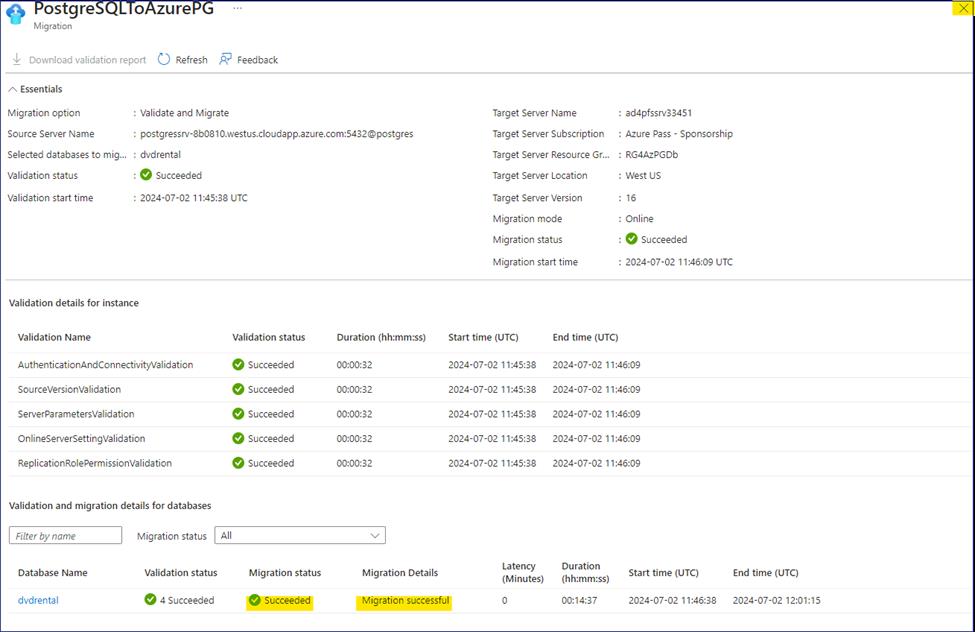 PostgreSQLToAzurePG ...
Migration
Download validation report Refresh Feedback
Essentials
Migration option : Validate and Migrate Target Server Name : ad4pfssrv33451
Source Server Name : postgressrv-8b0810.westus.cloudapp.azure.com:5432@postgres Target Server Subscription : Azure Pass - Sponsorship
Selected databases to mig... : dvdrental Target Server Resource Gr... : RG4AzPGDb
Validation status : Succeeded Target Server Location : West US
Validation start time : 2024-07-02 11:45:38 UTC Target Server Version : 16
Migration mode : Online
Migration status : Succeeded
Migration start time : 2024-07-02 11:46:09 UTC
Validation details for instance
Validation Name Validation status Duration (hh:mm:ss) Start time (UTC) End time (UTC)
AuthenticationAndConnectivityValidation Succeeded 00:00:32 2024-07-02 11:45:38 2024-07-02 11:46:09
SourceVersionValidation Succeeded 00:00:32 2024-07-02 11:45:38 2024-07-02 11:46:09
ServerParametersValidation Succeeded 00:00:32 2024-07-02 11:45:38 2024-07-02 11:46:09
OnlineServerSettingValidation Succeeded 00:00:32 2024-07-02 11:45:38 2024-07-02 11:46:09
ReplicationRolePermissionValidation Succeeded 00:00:32 2024-07-02 11:45:38 2024-07-02 11:46:09
Validation and migration details for databases
Filter by name Migration status All
Database Name Validation status Migration status Migration Details Latency (Minutes) Duration (hh:mm:ss) Start time (UTC) End time (UTC)
dvdrental 4 Succeeded Succeeded Migration successful 0 00:14:37 2024-07-02 11:46:38 2024-07-02 12:01:15